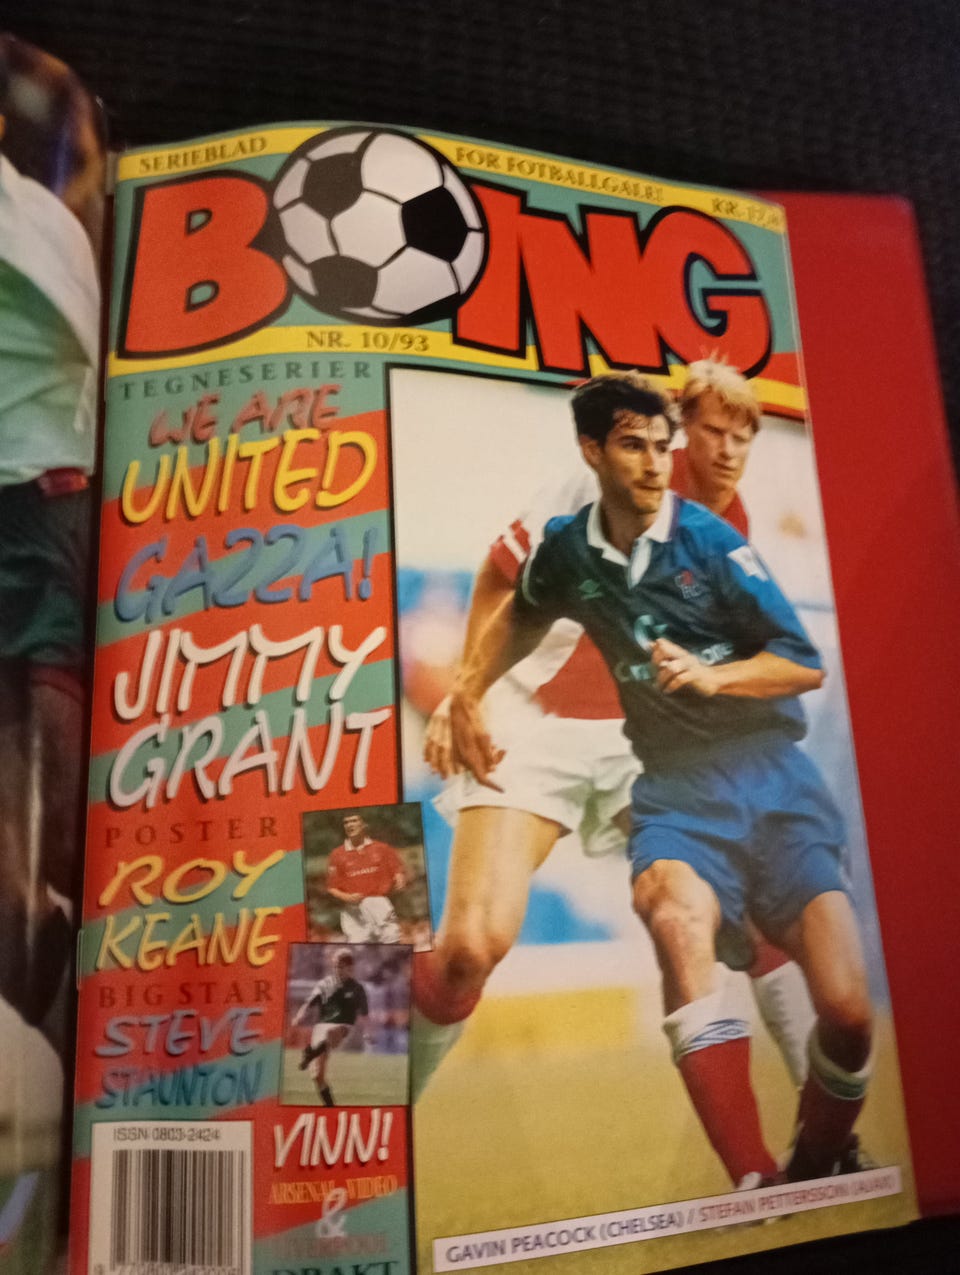 SERIEBLAD
FOR FOTBALLGALE!
BOING
NR. 10/93
TEGNESERIER
WE ARE
UNITED
GAZZA!
JIMMY
GRANT
POSTER
ROY
KEANE
BIG STAR
STEVE
STAUNTON
ISSN 0803-2424
VINN!
ARSENAL-VIDEO
&
LIVERPOOL
DRAKT
GAVIN PEACOCK (CHELSEA) / STEFAN PETTERSSON (AJAX)